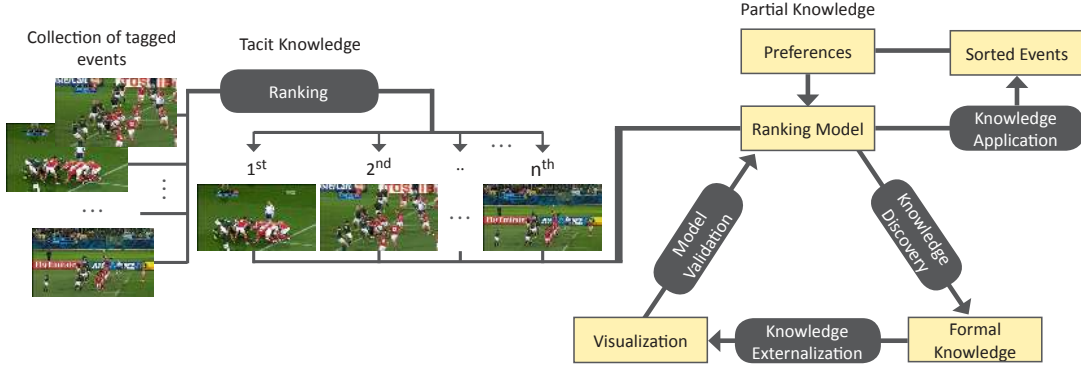 Partial Knowledge
Collection of tagged
events
Tacit Knowledge
Ranking
Preferences
Sorted Events
Ranking Model
Knowledge
Application
1st
2nd
..
nth
...
...
...
...
Model
Validation
Knowledge
Discovery
Visualization
Knowledge
Externalization
Formal
Knowledge